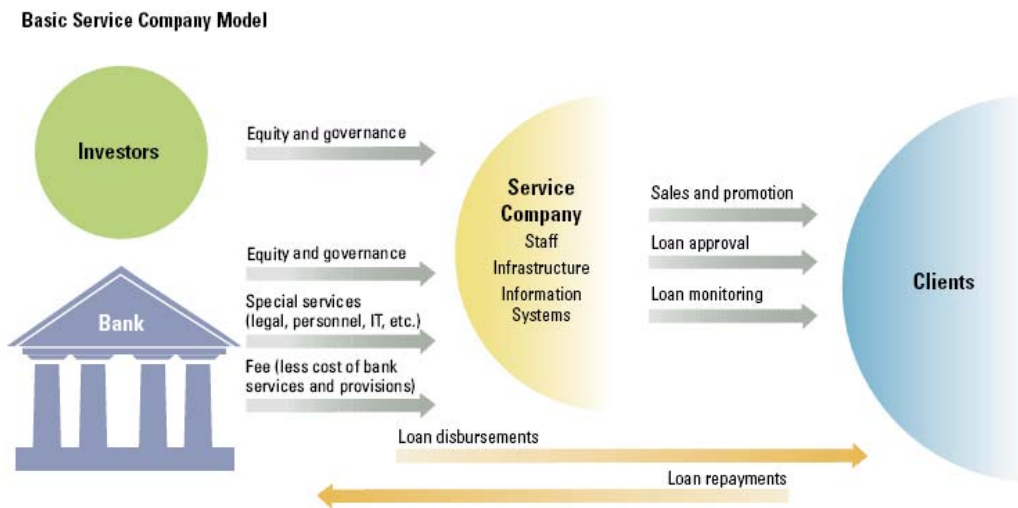 Basic Service Company Model
Investors
Equity and governance
Bank
Equity and governance
Special services
(legal, personnel, IT, etc.)
Fee (less cost of bank
services and provisions)
Service
Company
Staff
Infrastructure
Information
Systems
Sales and promotion
Loan approval
Loan monitoring
Clients
Loan disbursements
Loan repayments